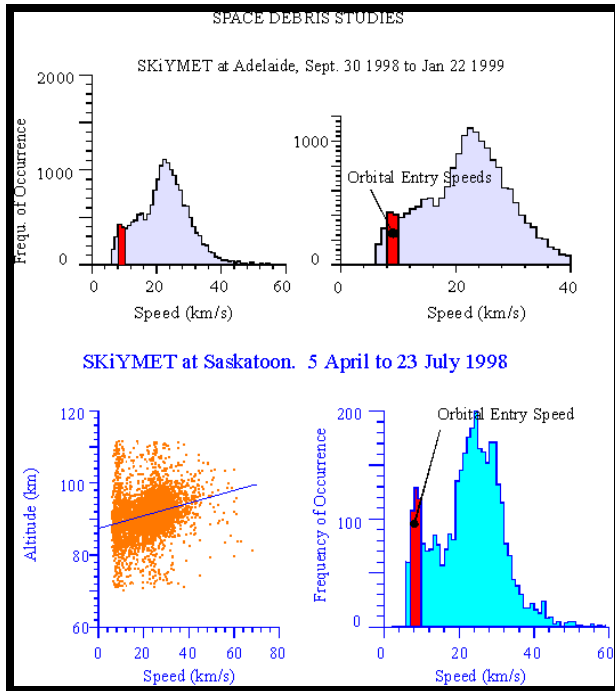 SPACE DEBRIS STUDIES
SKiYMET at Adelaide, Sept. 30 1998 to Jan 22 1999
Frequ. of Occurrence
2000
1000
0
0 20 40 60
Speed (km/s)
1000
0
Orbital Entry Speeds
0 20 40
Speed (km/s)
SKiYMET at Saskatoon. 5 April to 23 July 1998
Altitude (km)
120
100
80
60
0 20 40 60 80
Speed (km/s)
Frequency of Occurrence
200
100
0
Orbital Entry Speed
0 20 40 60
Speed (km/s)